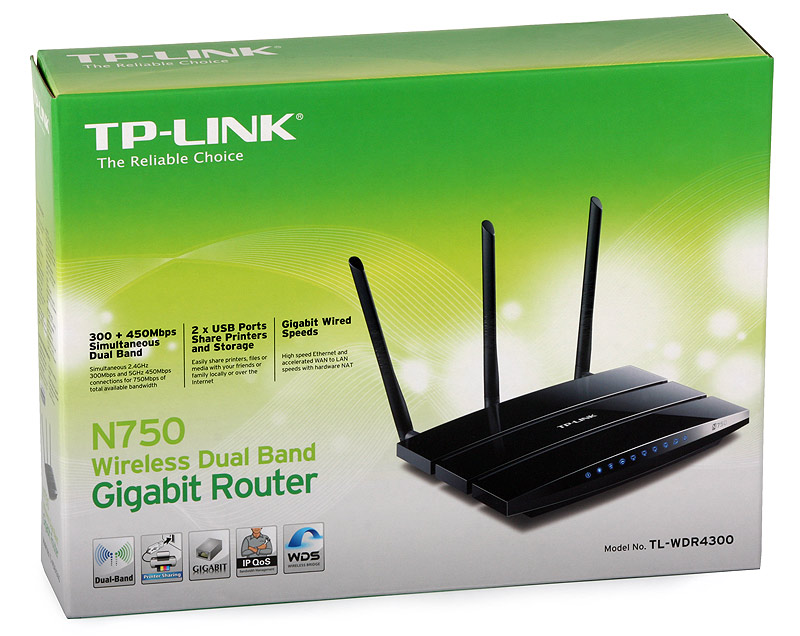 TP-LINK
The Reliable Choice
TP-LINK®
The Reliable Choice
300 + 450Mbps
Simultaneous
Dual Band
Simultaneous 2.4GHz
300Mbps and 5GHz 450Mbps
connections for 750Mbps of
total available bandwidth
2 x USB Ports
Share Printers
and Storage
Easily share printers, files or
media with your friends or
family locally or over the
Internet
Gigabit Wired
Speeds
High speed Ethernet and
accelerated WAN to LAN
speeds with hardware NAT
TP-LINK
N750
N750
Wireless Dual Band
Gigabit Router
Dual-Band
Printer Sharing
GIGABIT
IP QoS
Bandwidth Management
WDS
WIRELESS BRIDGE
Model No. TL-WDR4300